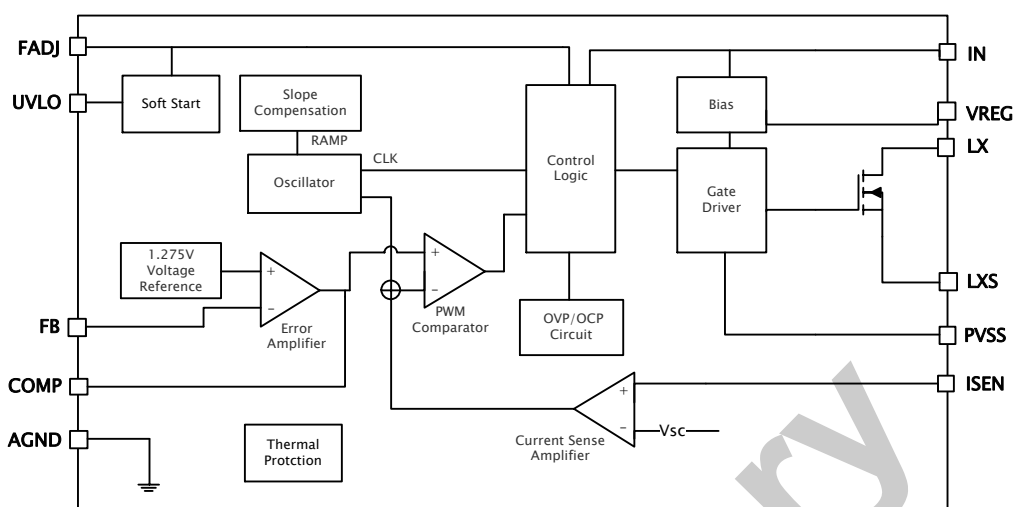 FADJ
IN
UVLO
Soft Start
Slope
Compensation
Bias
VREG
RAMP
CLK
Oscillator
Control
Logic
Gate
Driver
LX
1.275V
Voltage
Reference
+
−
Error
Amplifier
+
−
PWM
Comparator
OVP/OCP
Circuit
LXS
FB
PVSS
COMP
ISEN
+
−
Vsc
Current Sense
Amplifier
AGND
Thermal
Protction
ry